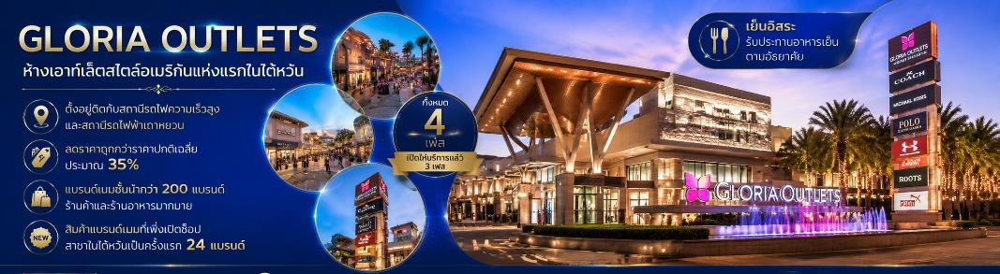 GLORIA OUTLETS
ห้างเอาท์เล็ตสไตล์อเมริกันแห่งแรกในไต้หวัน
ตั้งอยู่ติดกับสถานีรถไฟความเร็วสูง
และสถานีรถไฟฟ้าเถาหยวน
ลดราคาถูกกว่าราคาปกติเฉลี่ย
ประมาณ 35%
แบรนด์เนมชั้นนำกว่า 200 แบรนด์
ร้านค้าและร้านอาหารมากมาย
NEW
สินค้าแบรนด์เนมที่เพิ่งเปิดช็อป
สาขาในไต้หวันเป็นครั้งแรก 24 แบรนด์
ทั้งหมด
4
เฟส
เปิดให้บริการแล้ว
3 เฟส
เย็นอิสระ
รับประทานอาหารเย็น
ตามอัธยาศัย
GLORIA OUTLETS
COACH
MICHAEL KORS
POLO
ROOTS
GLORIA OUTLETS